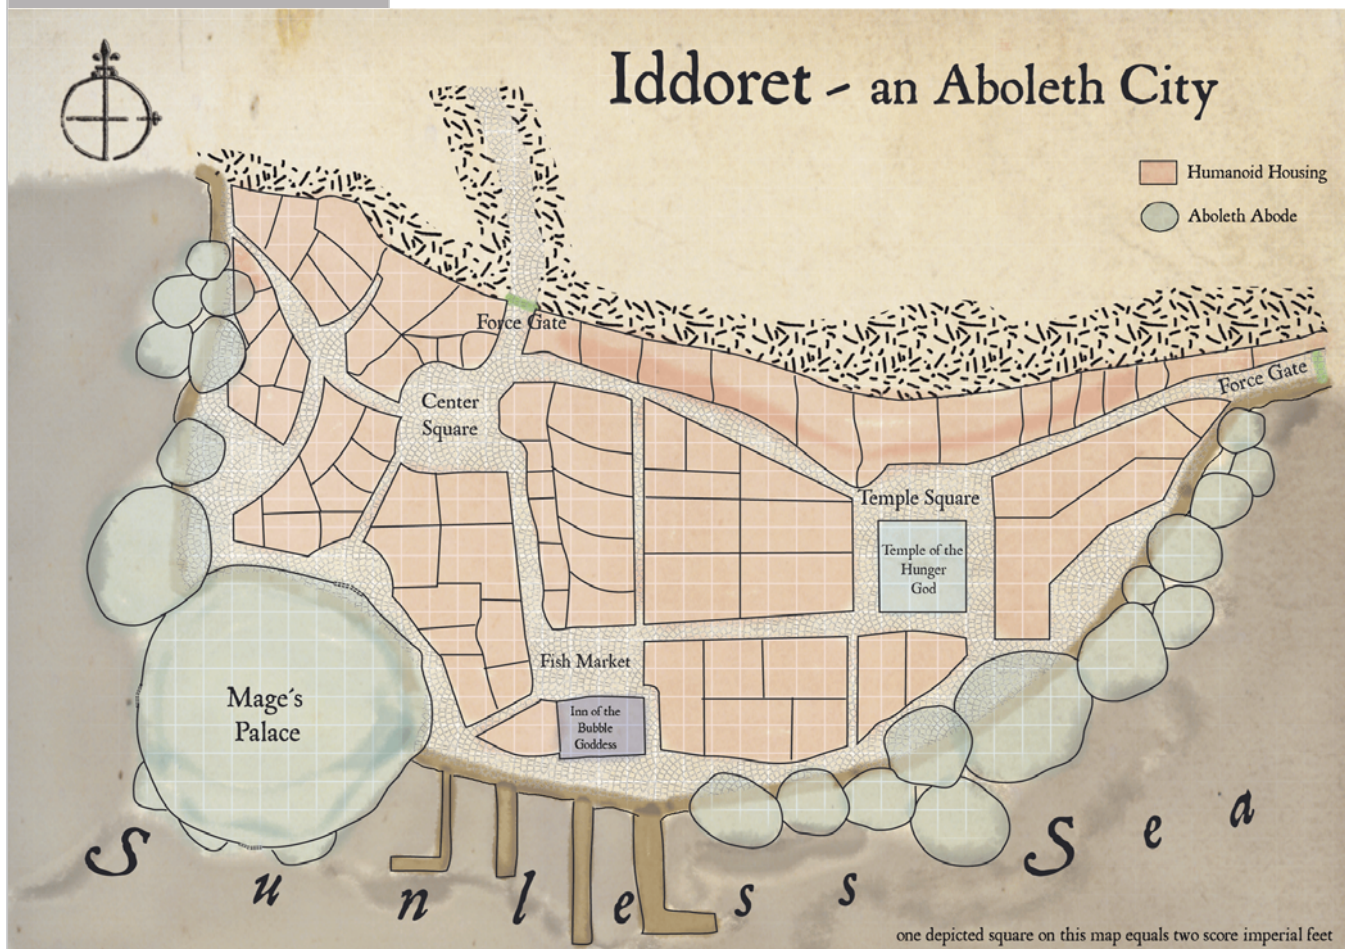 Iddoret - an Aboleth City
Humanoid Housing
Aboleth Abode
Force Gate
Force Gate
Center
Square
Temple Square
Temple of the
Hunger
God
Fish Market
Inn of the
Bubble
Goddess
Mage´s
Palace
Sunless Sea
one depicted square on this map equals two score imperial feet